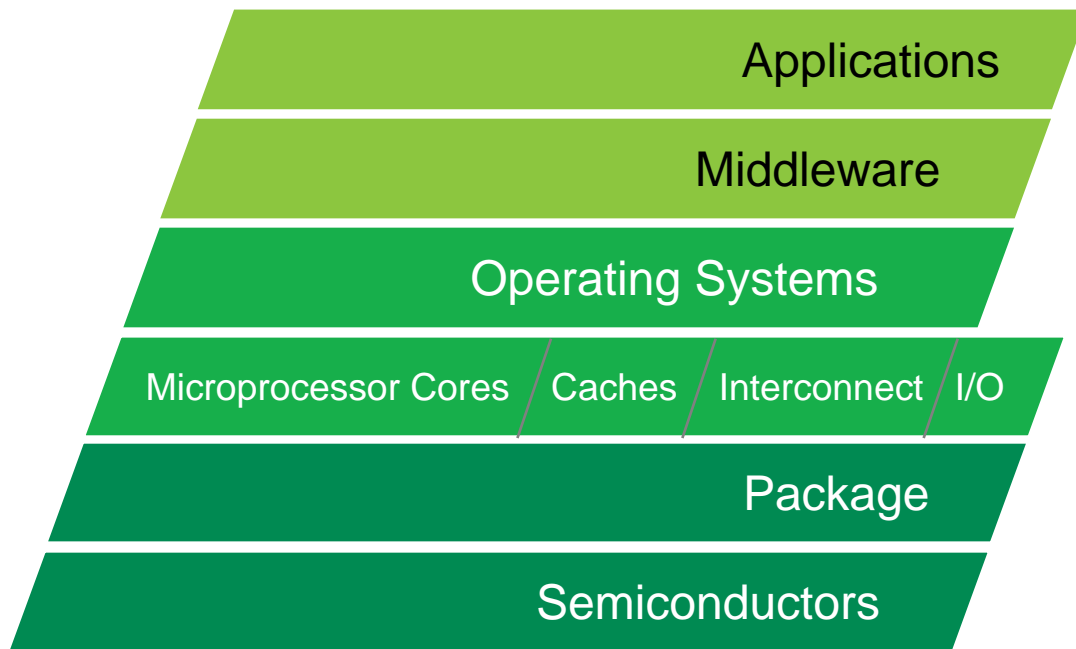 Applications
Middleware
Operating Systems
Microprocessor Cores Caches Interconnect I/O
Package
Semiconductors